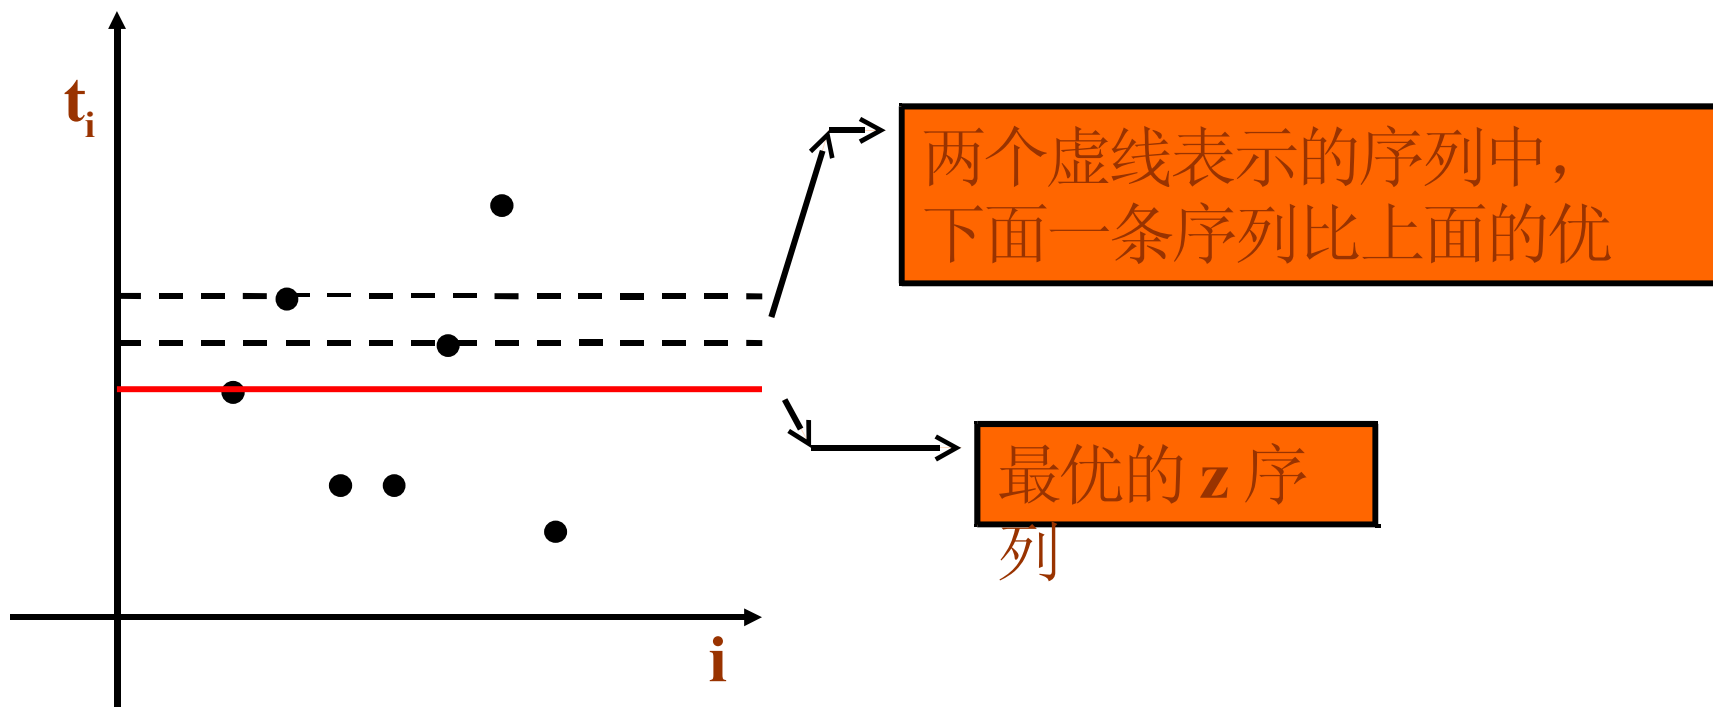 tᵢ
两个虚线表示的序列中，
下面一条序列比上面的优
最优的 z 序
列
i